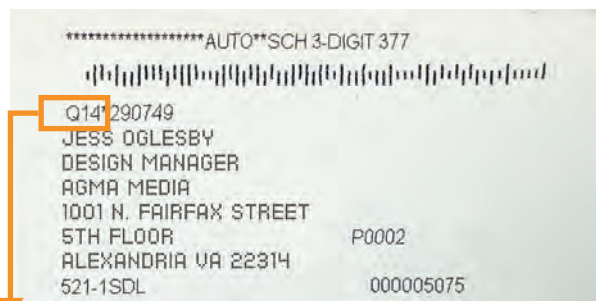 *******************AUTO**SCH 3-DIGIT 377
Q14*290749
JESS OGLESBY
DESIGN MANAGER
AGMA MEDIA
1001 N. FAIRFAX STREET
5TH FLOOR P0002
ALEXANDRIA VA 22314
521-1SDL 000005075